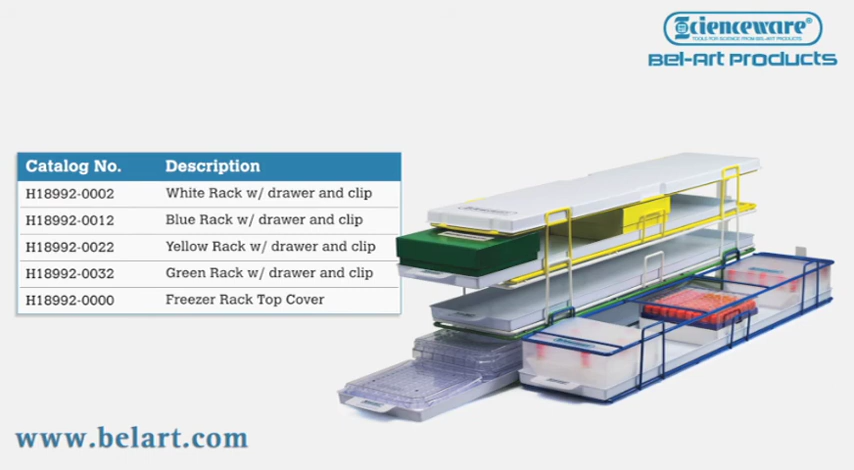 Scienceware®
TOOLS FOR SCIENCE FROM BEL-ART PRODUCTS
Bel-Art Products
Catalog No. Description
H18992-0002 White Rack w/ drawer and clip
H18992-0012 Blue Rack w/ drawer and clip
H18992-0022 Yellow Rack w/ drawer and clip
H18992-0032 Green Rack w/ drawer and clip
H18992-0000 Freezer Rack Top Cover
www.belart.com